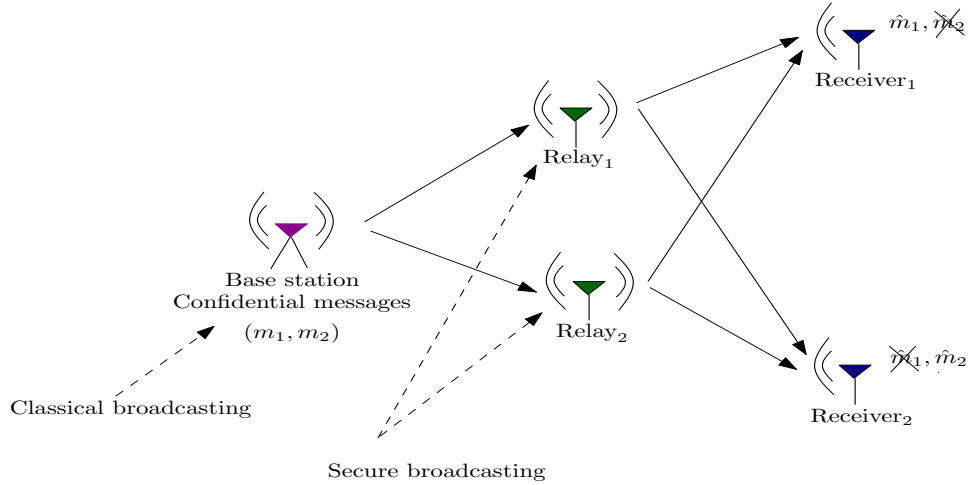 m̂₁, m̂₂
Receiver₁
Relay₁
Base station
Confidential messages
(m₁, m₂)
Relay₂
m̂₁, m̂₂
Receiver₂
Classical broadcasting
Secure broadcasting